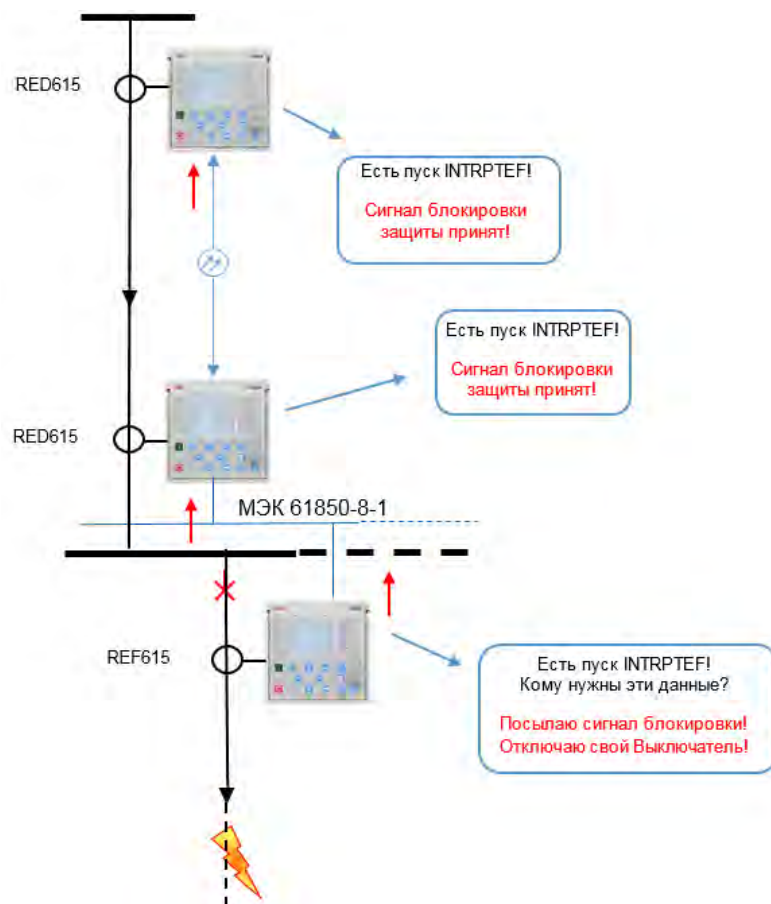 RED615
Есть пуск INTRPTEF!
Сигнал блокировки
защиты принят!
Есть пуск INTRPTEF!
Сигнал блокировки
защиты принят!
RED615
МЭК 61850-8-1
REF615
Есть пуск INTRPTEF!
Кому нужны эти данные?
Посылаю сигнал блокировки!
Отключаю свой Выключатель!